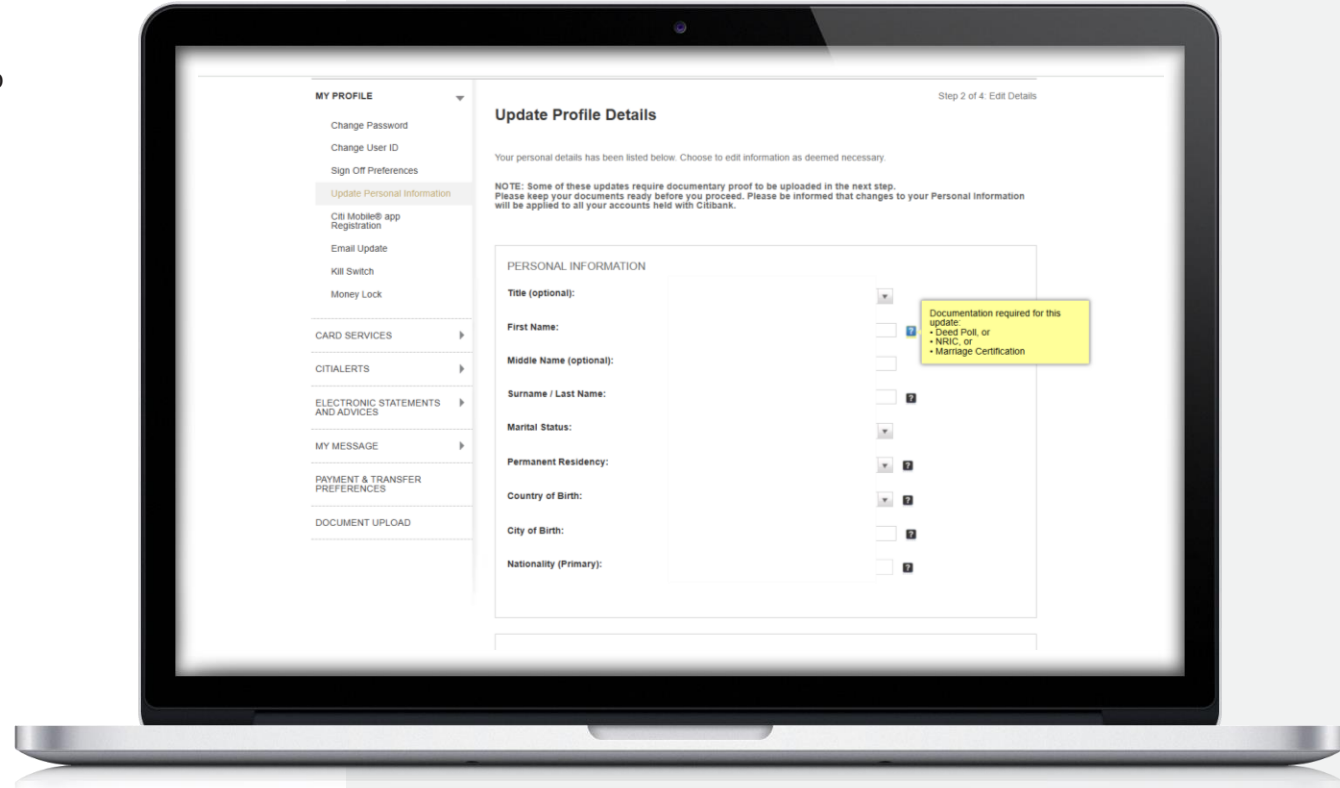 MY PROFILE
Change Password
Change User ID
Sign Off Preferences
Update Personal Information
Citi Mobile® app
Registration
Email Update
Kill Switch
Money Lock
CARD SERVICES
CITIALERTS
ELECTRONIC STATEMENTS
AND ADVICES
MY MESSAGE
PAYMENT & TRANSFER
PREFERENCES
DOCUMENT UPLOAD
Step 2 of 4: Edit Details
Update Profile Details
Your personal details has been listed below. Choose to edit information as deemed necessary.
NOTE: Some of these updates require documentary proof to be uploaded in the next step.
Please keep your documents ready before you proceed. Please be informed that changes to your Personal Information
will be applied to all your accounts held with Citibank.
PERSONAL INFORMATION
Title (optional):
First Name: ?
Documentation required for this
update:
• Deed Poll, or
• NRIC, or
• Marriage Certification
Middle Name (optional):
Surname / Last Name: ?
Marital Status:
Permanent Residency: ?
Country of Birth: ?
City of Birth: ?
Nationality (Primary): ?